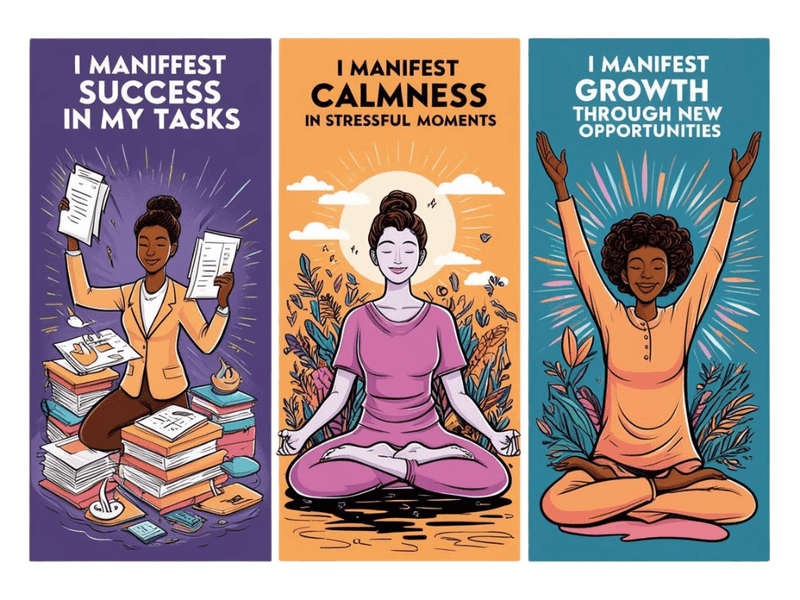 I MANIFFEST
SUCCESS
IN MY TASKS
I MANIFEST
CALMNESS
IN STRESSFUL MOMENTS
I MANIFEST
GROWTH
THROUGH NEW
OPPORTUNITIES